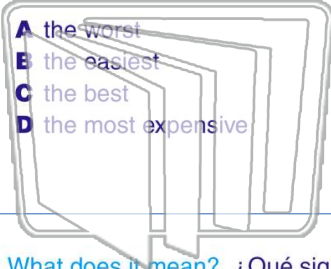 A the worst
B the easiest
C the best
D the most expensive
What does it mean? ¿Qué sig